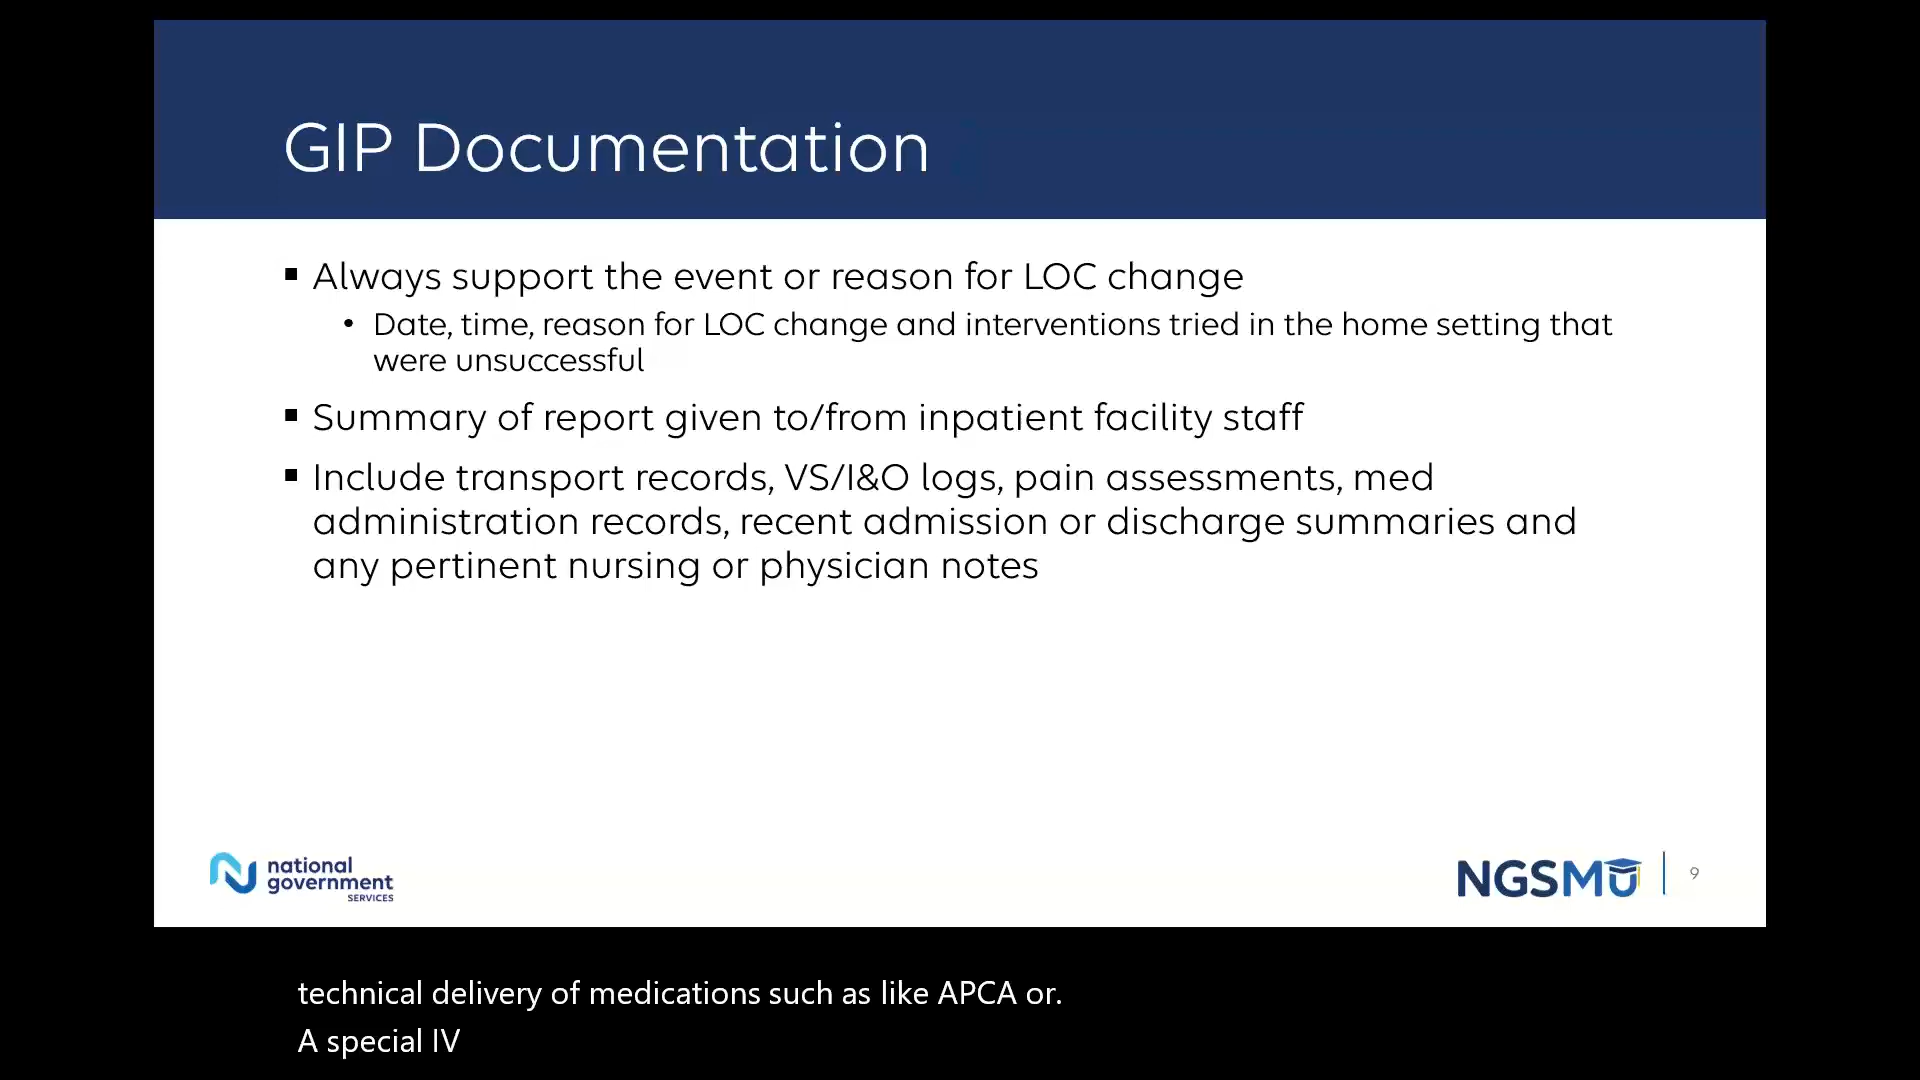 GIP Documentation
▪ Always support the event or reason for LOC change
• Date, time, reason for LOC change and interventions tried in the home setting that
were unsuccessful
▪ Summary of report given to/from inpatient facility staff
▪ Include transport records, VS/I&O logs, pain assessments, med
administration records, recent admission or discharge summaries and
any pertinent nursing or physician notes
national
government
SERVICES
NGSMU
9
technical delivery of medications such as like APCA or.
A special IV